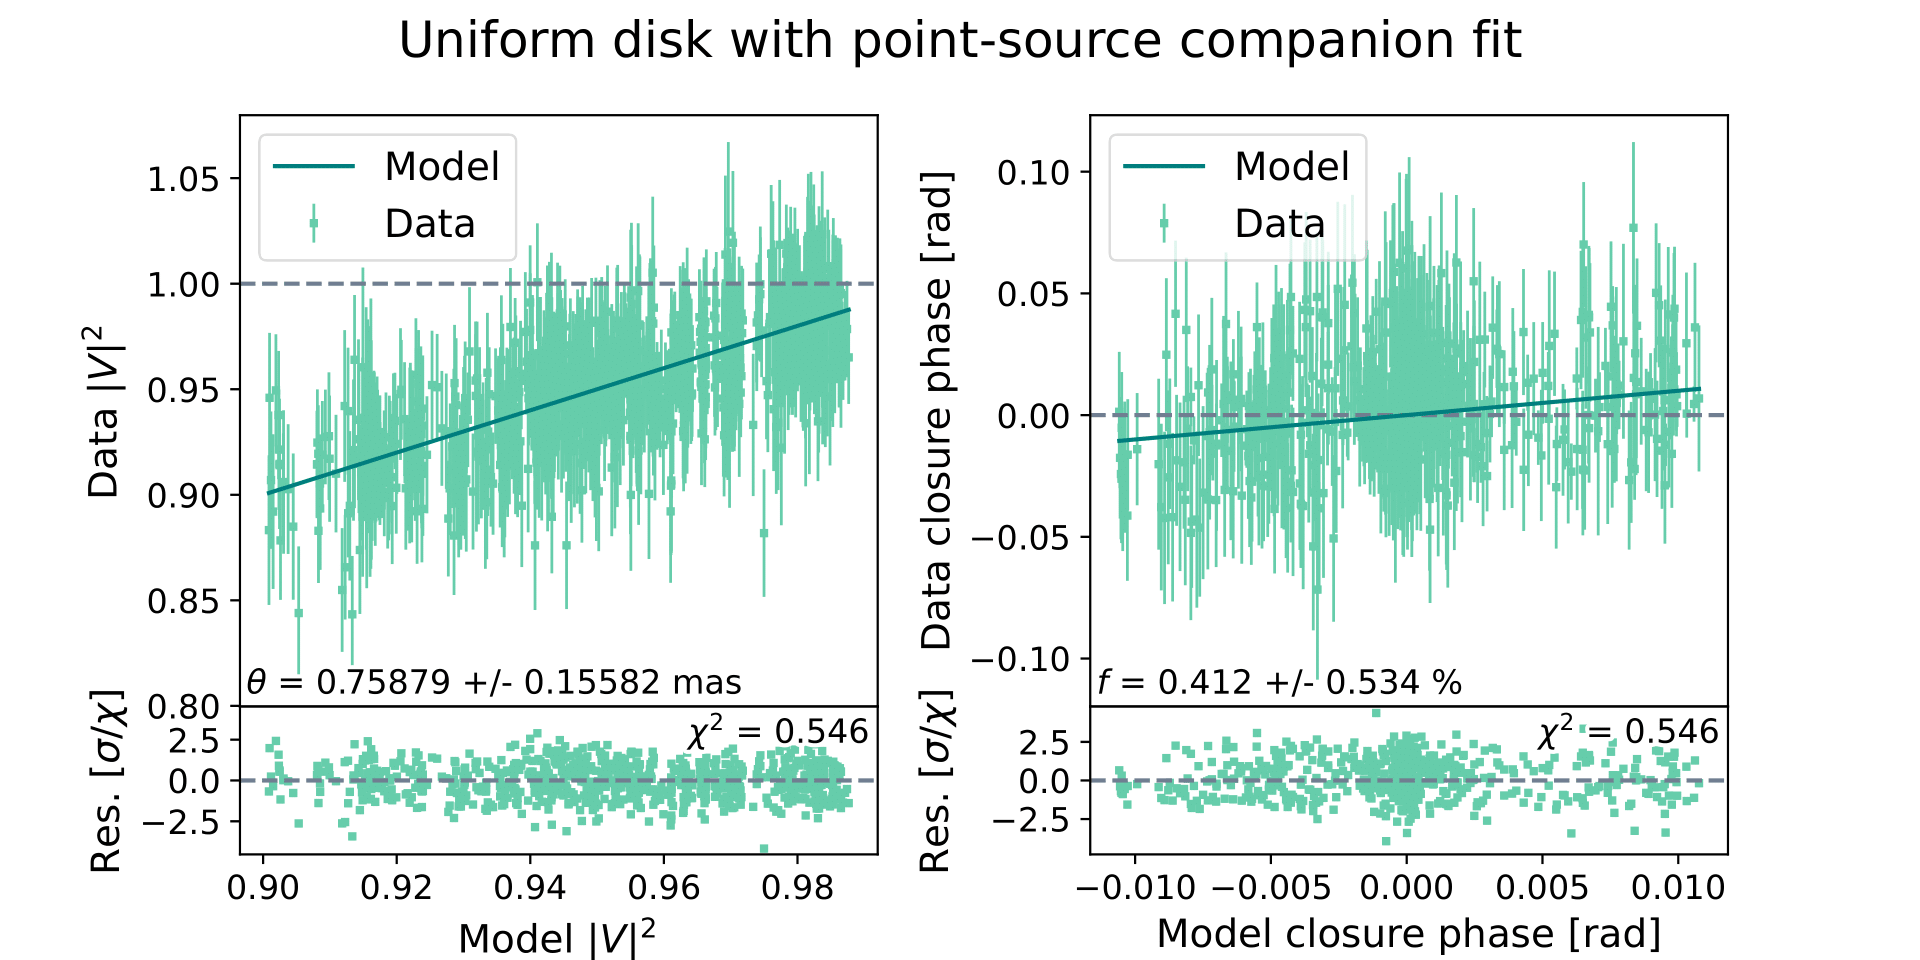 Uniform disk with point-source companion fit
Model
Data
1.05
1.00
0.95
0.90
0.85
0.80
Data |V|²
θ = 0.75879 +/- 0.15582 mas
χ² = 0.546
2.5
0.0
−2.5
Res. [σ/χ]
0.90 0.92 0.94 0.96 0.98
Model |V|²
Model
Data
0.10
0.05
0.00
−0.05
−0.10
Data closure phase [rad]
f = 0.412 +/- 0.534 %
χ² = 0.546
2.5
0.0
−2.5
Res. [σ/χ]
−0.010 −0.005 0.000 0.005 0.010
Model closure phase [rad]